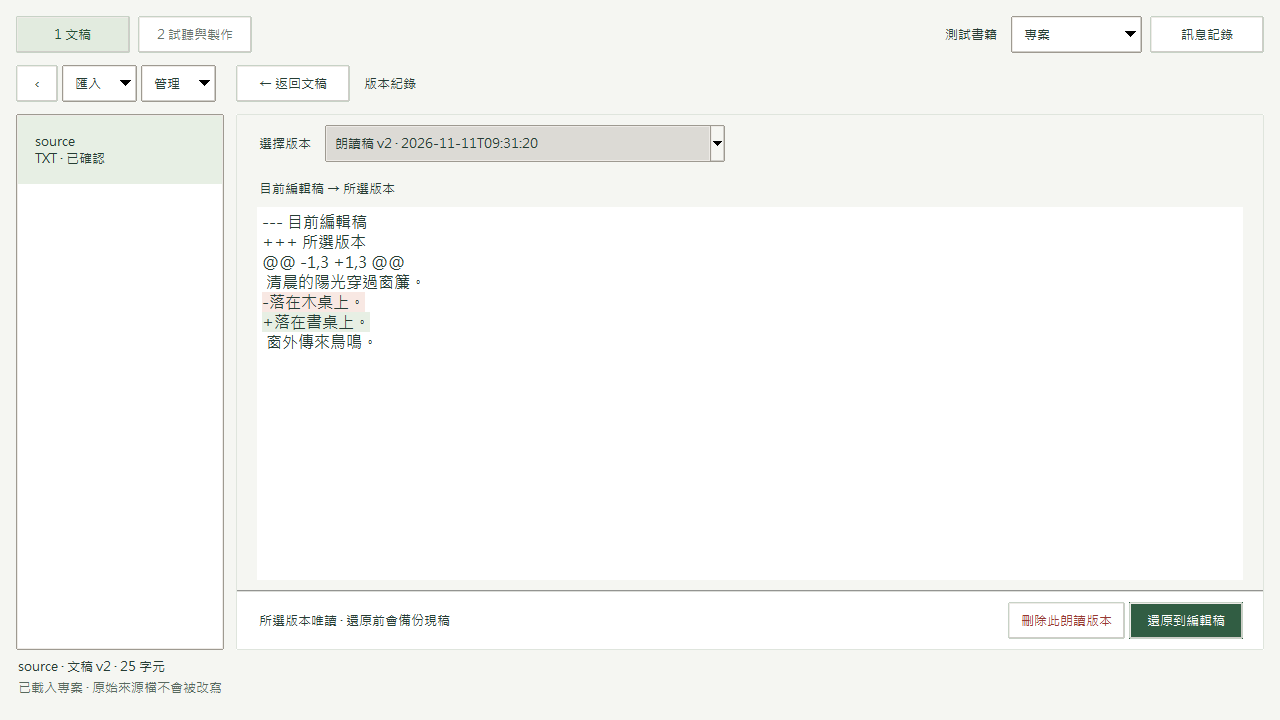 1 文稿
2 試聽與製作
測試書籍
專案
訊息記錄
‹
匯入
管理
← 返回文稿
版本紀錄
source
TXT · 已確認
選擇版本
朗讀稿 v2 · 2026-11-11T09:31:20
目前編輯稿 → 所選版本
--- 目前編輯稿
+++ 所選版本
@@ -1,3 +1,3 @@
清晨的陽光穿過窗簾。
-落在木桌上。
+落在書桌上。
窗外傳來鳥鳴。
所選版本唯讀 · 還原前會備份現稿
刪除此朗讀版本
還原到編輯稿
source · 文稿 v2 · 25 字元
已載入專案 · 原始來源檔不會被改寫